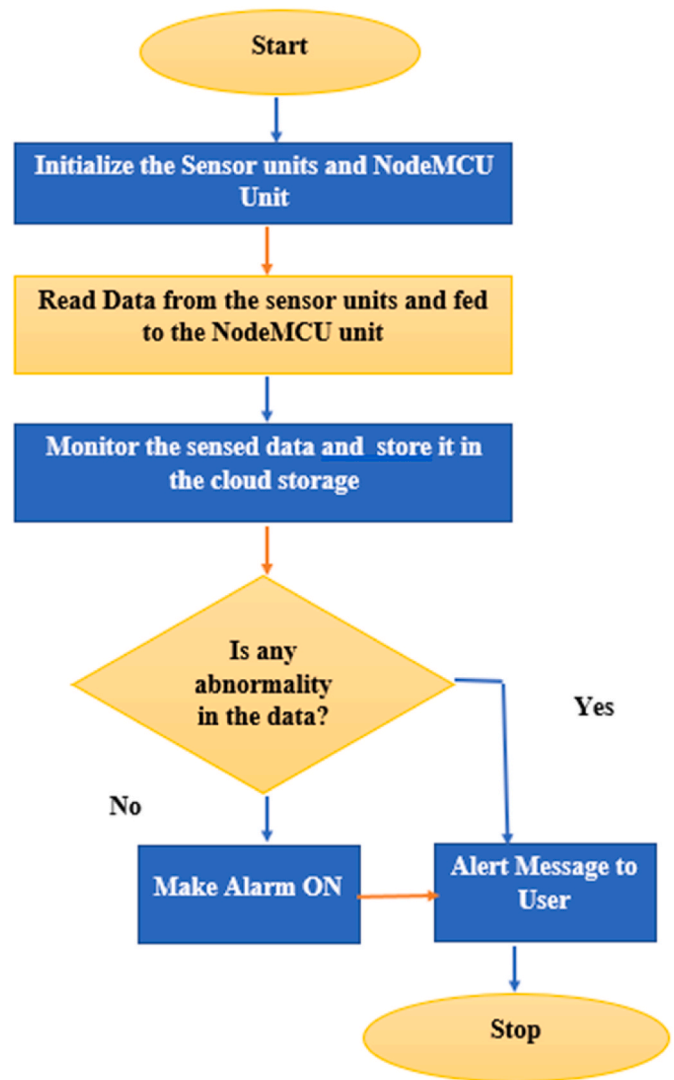 Start
Initialize the Sensor units and NodeMCU
Unit
Read Data from the sensor units and fed
to the NodeMCU unit
Monitor the sensed data and  store it in
the cloud storage
Is any
abnormality
in the data?
Yes
No
Make Alarm ON
Alert Message to
User
Stop